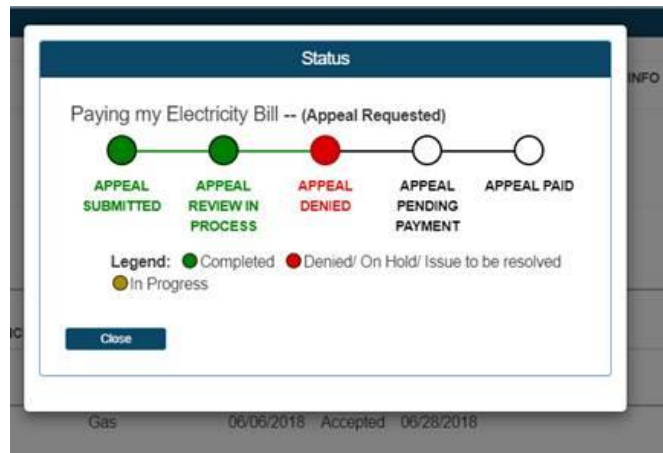 Status
INFO
Paying my Electricity Bill -- (Appeal Requested)
APPEAL SUBMITTED
APPEAL REVIEW IN PROCESS
APPEAL DENIED
APPEAL PENDING PAYMENT
APPEAL PAID
Legend: Completed Denied/ On Hold/ Issue to be resolved
In Progress
IC
Close
Gas 06/06/2018 Accepted 06/28/2018